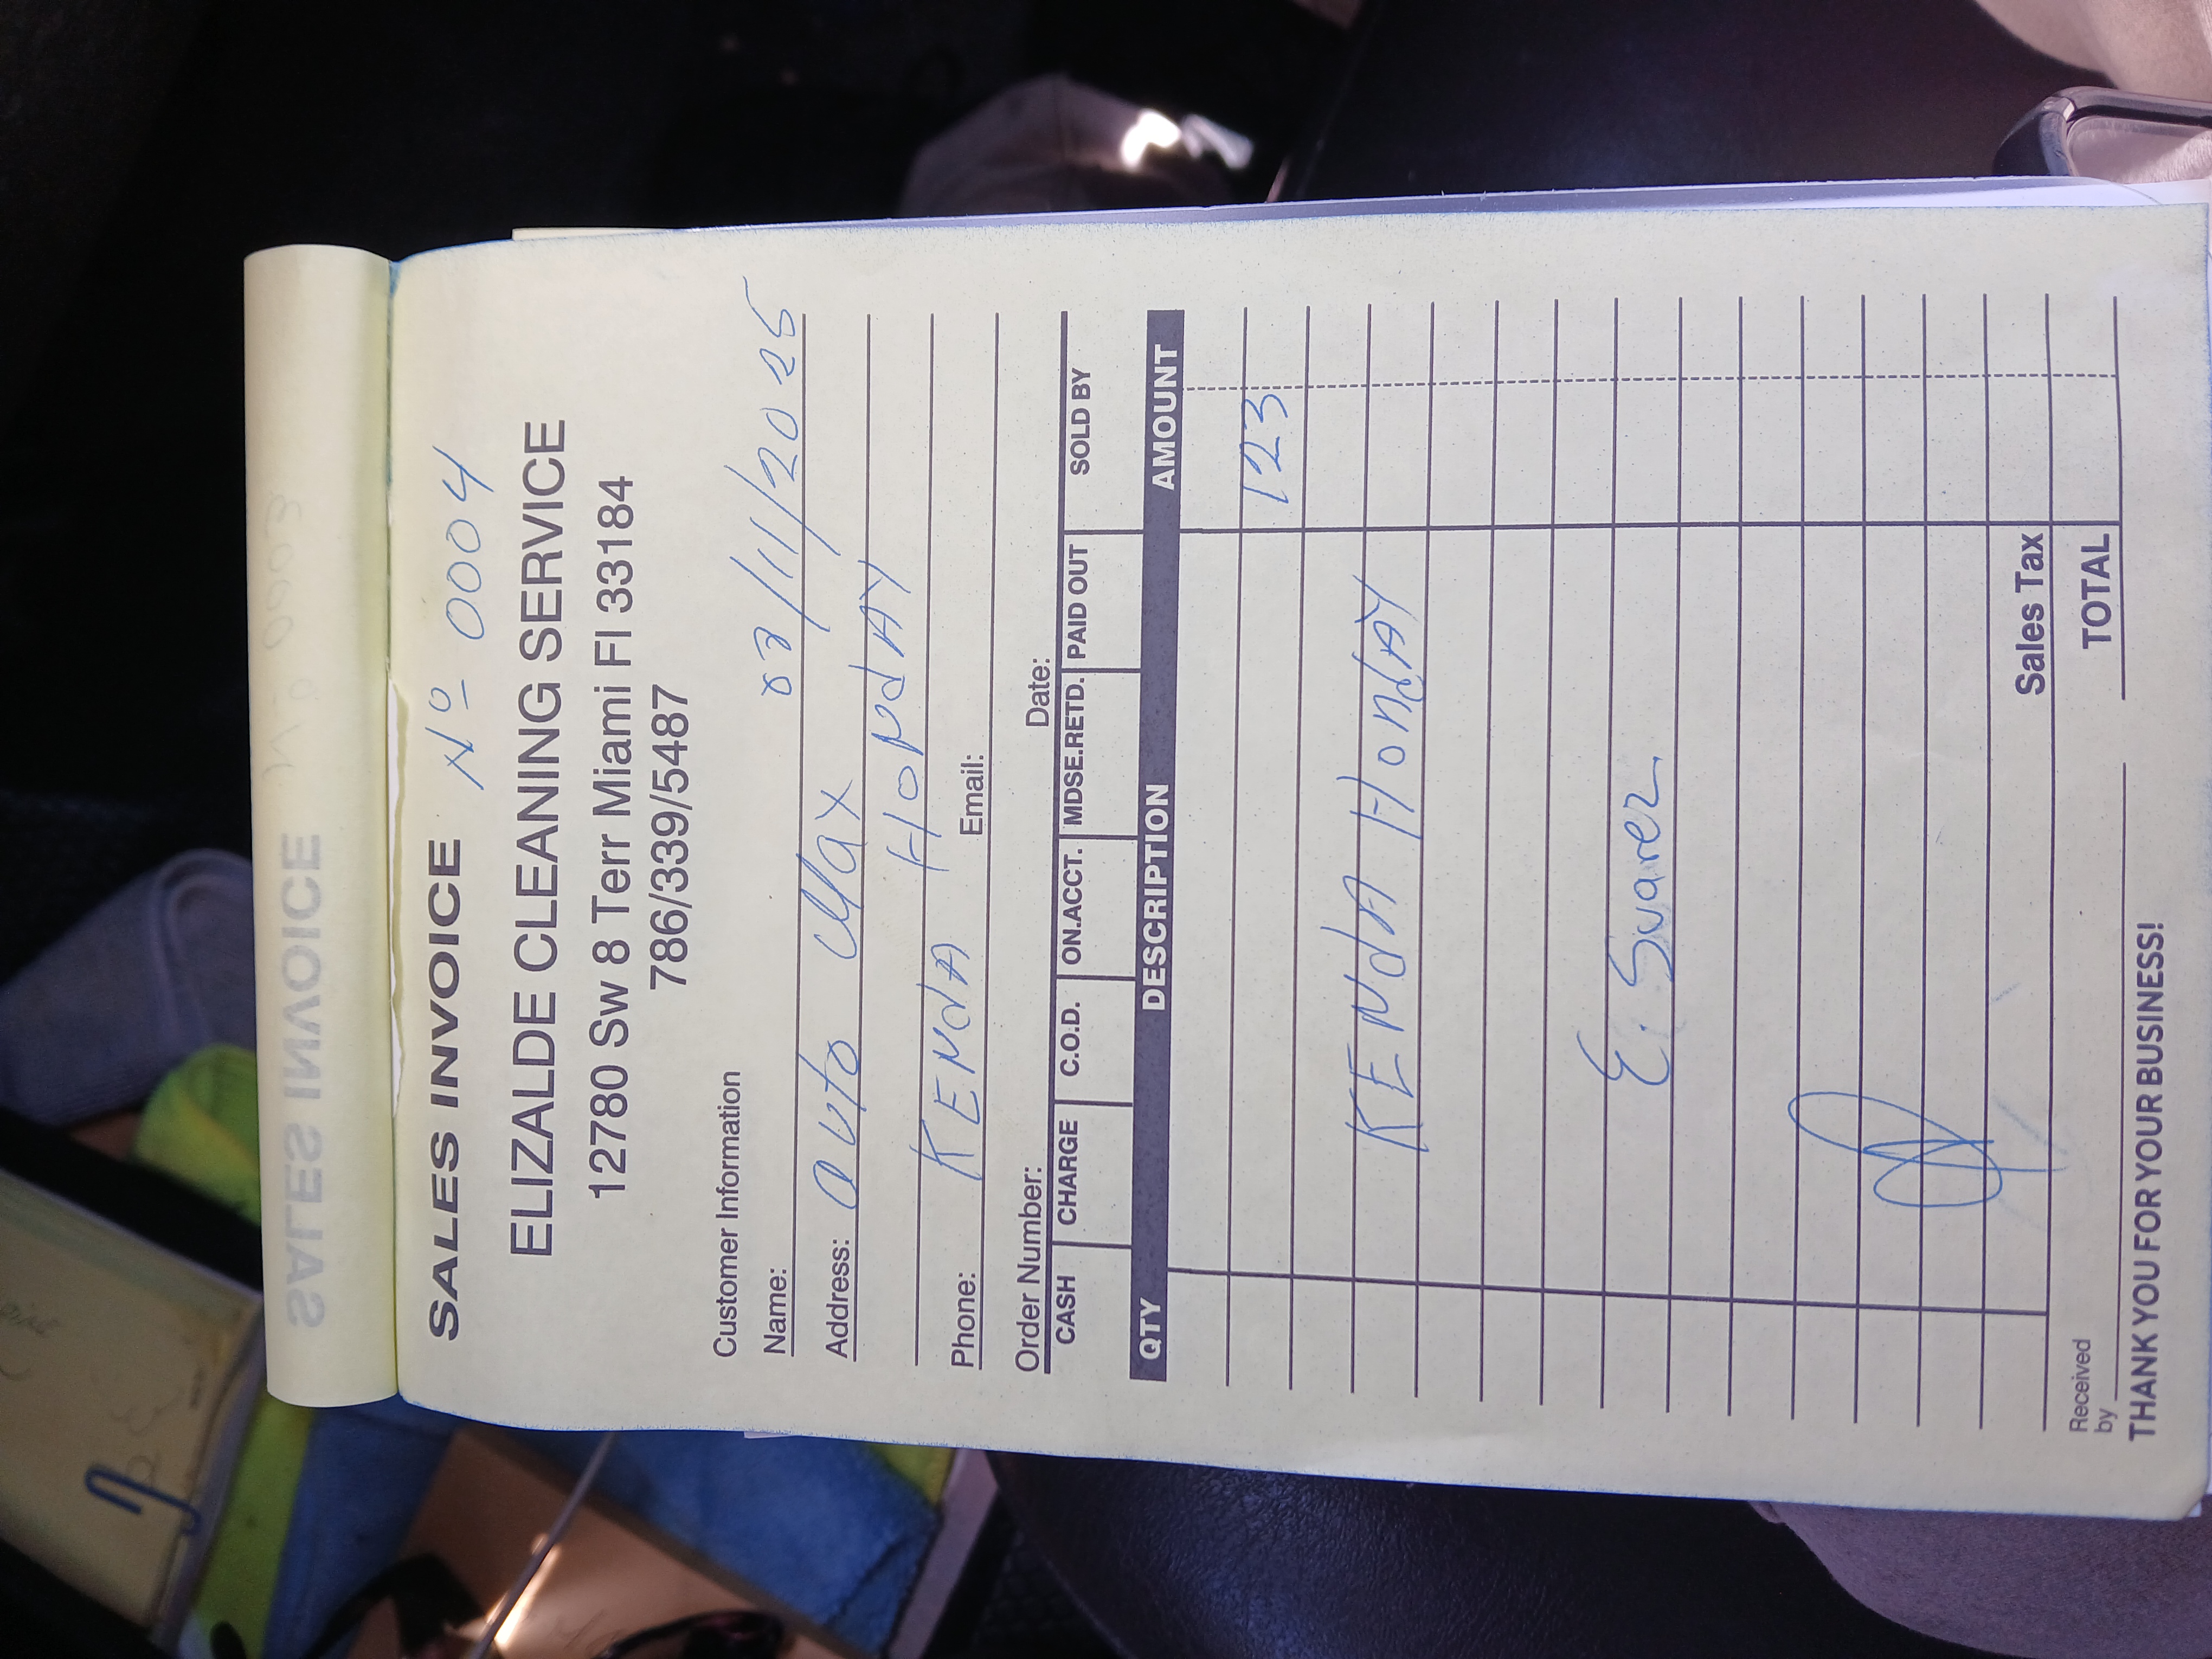 SALES INVOICE Nº 0004
ELIZALDE CLEANING SERVICE
12780 Sw 8 Terr Miami Fl 33184
786/339/5487
Customer Information
Name: 03/11/2025
Address: auto Max
KENdA HONdAY
Phone: Email:
Order Number: Date:
CASH CHARGE C.O.D. ON.ACCT. MDSE.RETD. PAID OUT SOLD BY
QTY DESCRIPTION AMOUNT
123
KENdA HondAY
E. Suarez
Sales Tax
TOTAL
Received
by
THANK YOU FOR YOUR BUSINESS!
SALES INVOICE Nº 0003